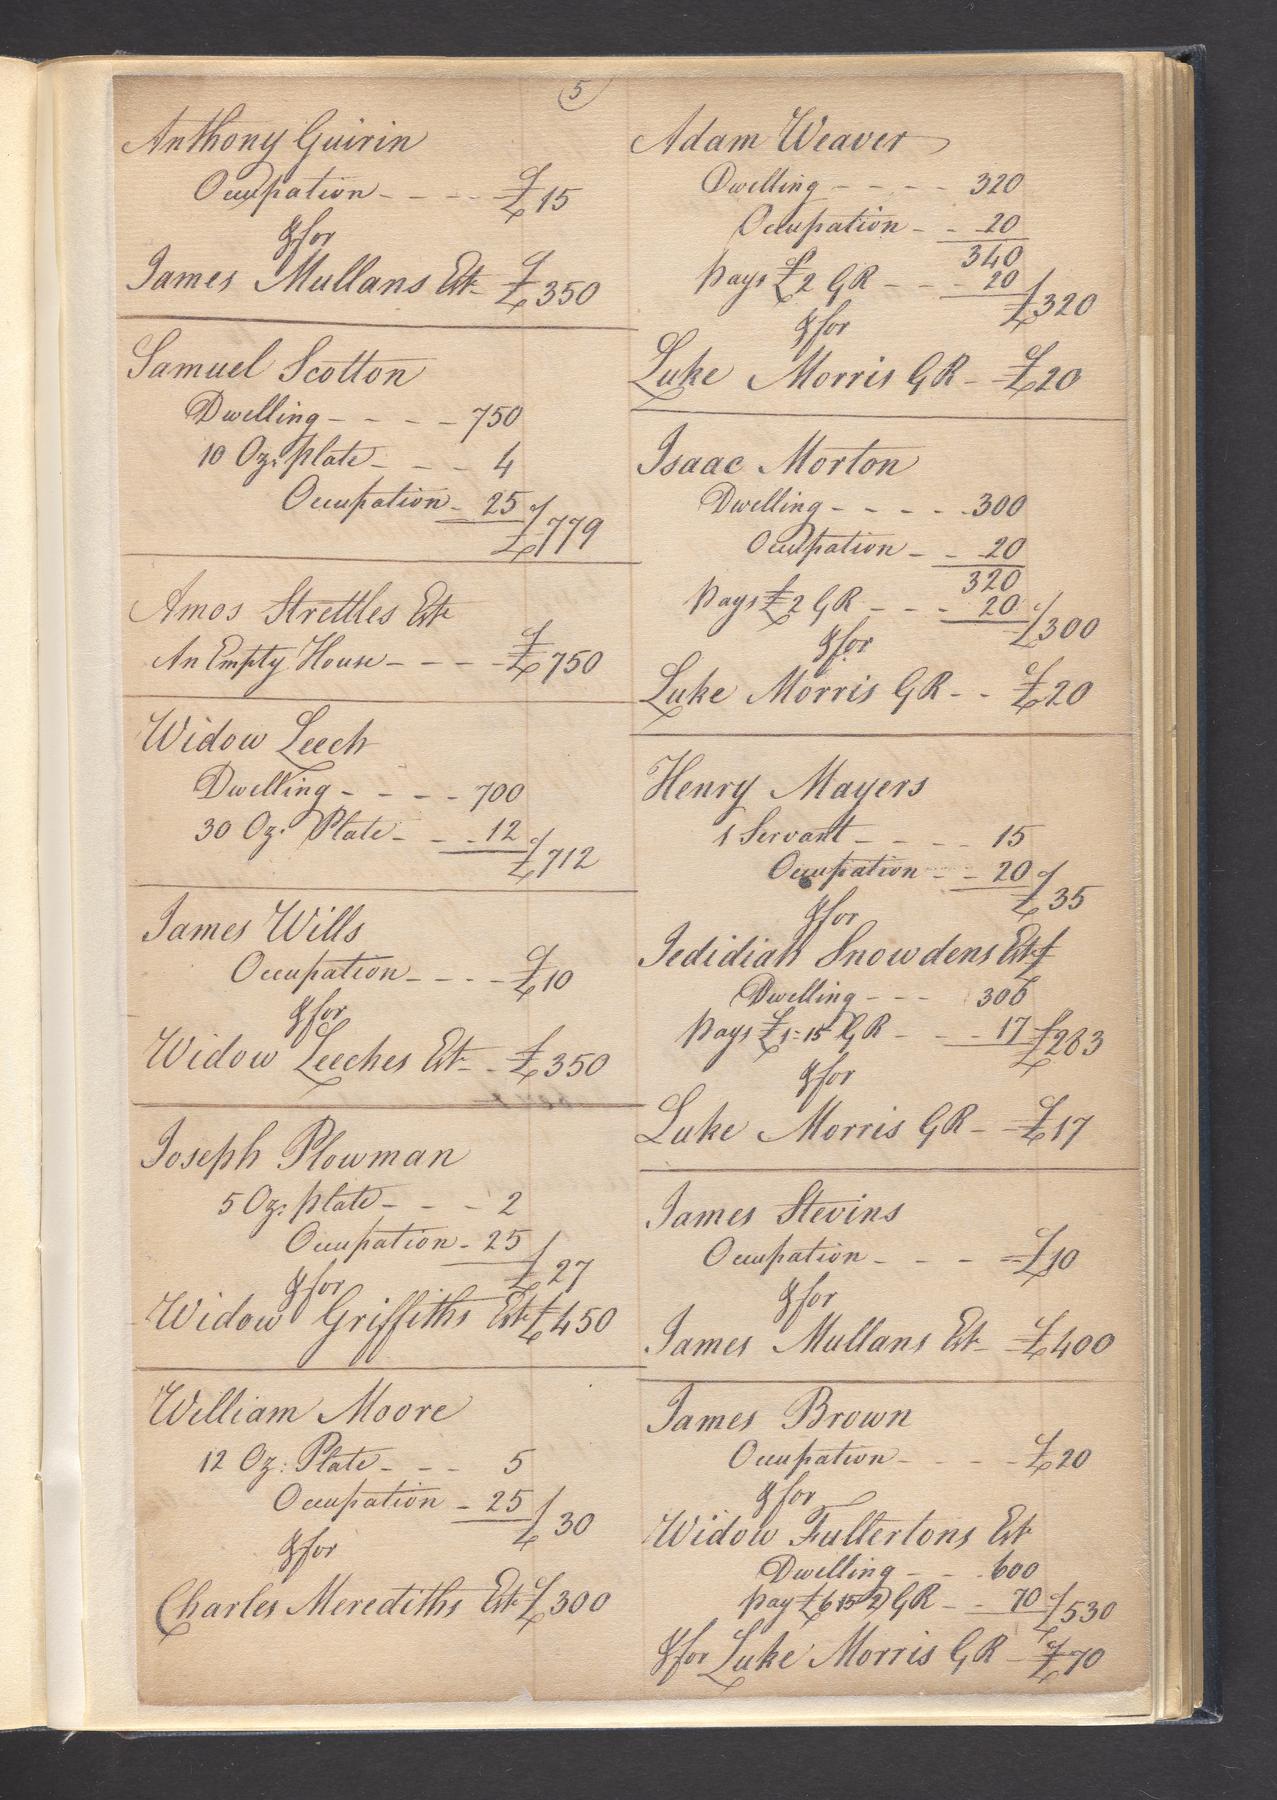 5
Anthony Guirin
Occupation - - - - £15
& for
James Mullans Est £350
Samuel Scotton
Dwelling - - - - 750
10 Oz: plate - - - 4
Occupation - 25
£779
Amos Strettles Est
An Empty House - - - - £750
Widow Leech
Dwelling - - - - 700
30 Oz: Plate - - - 12
£712
James Wills
Occupation - - - - £10
& for
Widow Leeches Est - £350
Joseph Plowman
5 Oz: plate - - - 2
Occupation - 25
£27
& for
Widow Griffiths Est £450
William Moore
12 Oz: Plate - - - 5
Occupation - 25
£30
& for
Charles Merediths Est £300
Adam Weaver
Dwelling - - - - 320
Occupation - - 20
340
pays £2 GR - - - 20
£320
& for
Luke Morris GR - £20
Isaac Morton
Dwelling - - - - - 300
Occupation - - 20
320
pays £2 GR - - - 20
£300
& for
Luke Morris GR - - £20
Henry Mayers
1 Servant - - - - 15
Occupation - - 20
£35
& for
Jedidiah Snowdens Est £
Dwelling - - - 300
pays £1=15 GR - - - 17
£283
& for
Luke Morris GR - £17
James Stevins
Occupation - - - £10
& for
James Mullans Est £400
James Brown
Occupation - - - - £20
& for
Widow Fullertons Est
Dwelling - - - 600
pay £6 15 2 GR - - 70
£530
& for Luke Morris GR - £70